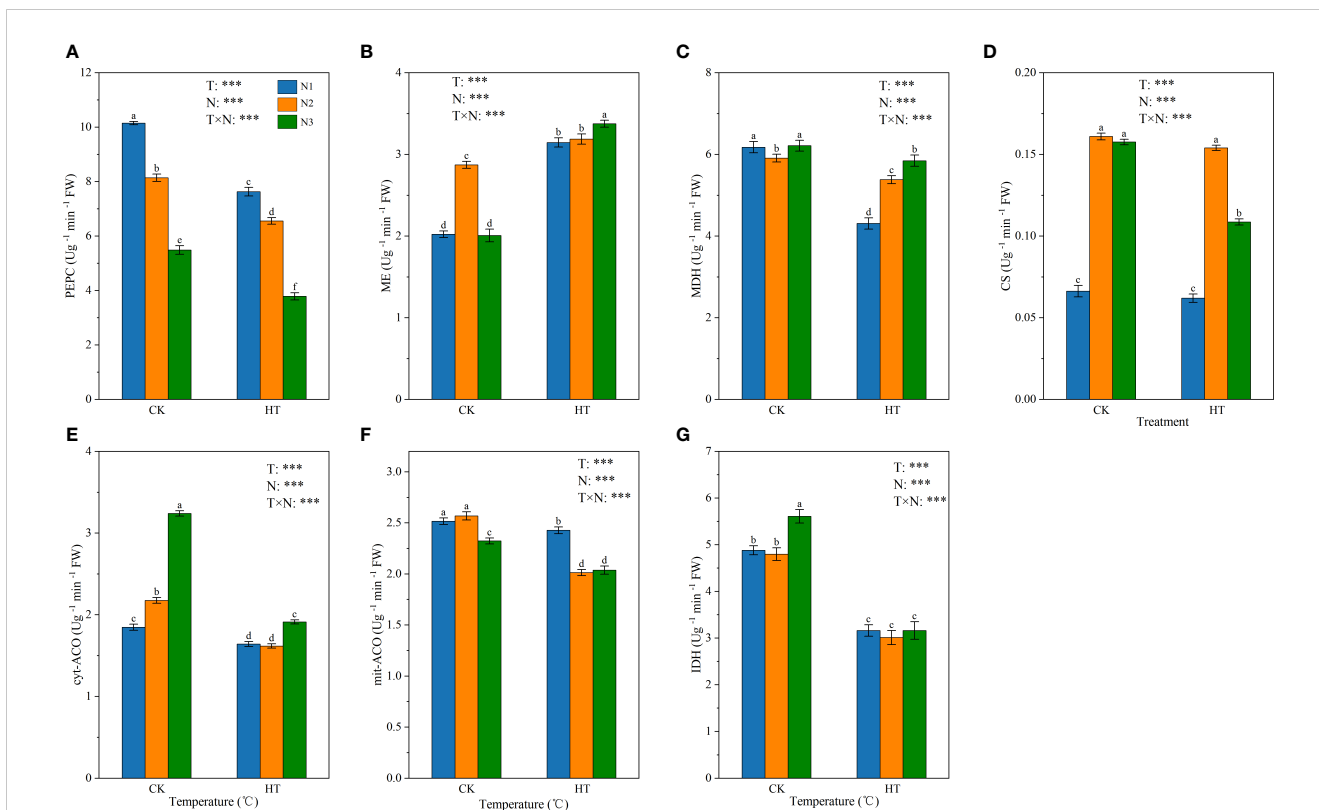 A
PEPC (Ug -1 min -1 FW)
12
10
8
6
4
2
0
T: ***
N: ***
T×N: ***
N1
N2
N3
a
b
e
c
d
f
CK
HT
B
ME (Ug -1 min -1 FW)
4
3
2
1
0
T: ***
N: ***
T×N: ***
d
c
d
b
b
a
CK
HT
C
MDH (Ug -1 min -1 FW)
8
6
4
2
0
T: ***
N: ***
T×N: ***
a
b
a
d
c
b
CK
HT
D
CS (Ug -1 min -1 FW)
0.20
0.15
0.10
0.05
0.00
T: ***
N: ***
T×N: ***
c
a
a
c
a
b
CK
HT
Treatment
E
cyt-ACO (Ug -1 min -1 FW)
4
3
2
1
0
T: ***
N: ***
T×N: ***
c
b
a
d
d
c
CK
HT
Temperature (℃)
F
mit-ACO (Ug -1 min -1 FW)
3.0
2.5
2.0
1.5
1.0
0.5
0.0
T: ***
N: ***
T×N: ***
a
a
c
b
d
d
CK
HT
Temperature (℃)
G
IDH (Ug -1 min -1 FW)
7
6
5
4
3
2
1
0
T: ***
N: ***
T×N: ***
b
b
a
c
c
c
CK
HT
Temperature (℃)